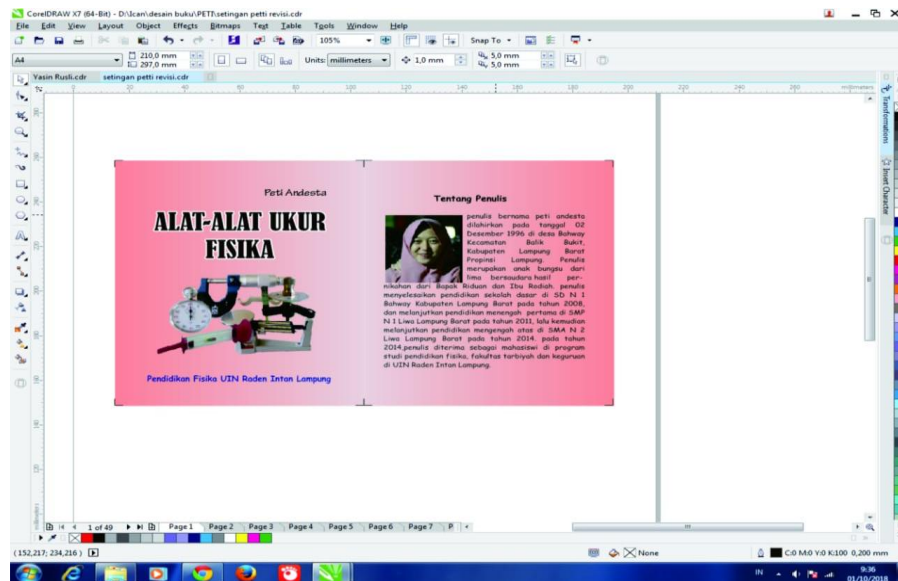 CorelDRAW X7 (64-Bit) - D:\Ican\desain buku\PETI\setingan petti revisi.cdr
File Edit View Layout Object Effects Bitmaps Text Table Tools Window Help
105% Snap To
A4 210,0 mm 297,0 mm Units: millimeters 1,0 mm 5,0 mm 5,0 mm
Yasin Rusli.cdr setingan petti revisi.cdr
millimeters
Transformations
Insert Character
Peti Andesta
ALAT-ALAT UKUR
FISIKA
Pendidikan Fisika UIN Raden Intan Lampung
Tentang Penulis
penulis bernama peti andesta
dilahirkan pada tanggal 02
Desember 1996 di desa Bahway
Kecamatan Balik Bukit,
Kabupaten Lampung Barat
Propinsi Lampung. Penulis
merupakan anak bungsu dari
lima bersaudara hasil per-
nikahan dari Bapak Riduan dan Ibu Rodiah. penulis
menyelesaikan pendidikan sekolah dasar di SD N 1
Bahway Kabupaten Lampung Barat pada tahun 2008,
dan melanjutkan pendidikan menengah pertama di SMP
N 1 Liwa Lampung Barat pada tahun 2011, lalu kemudian
melanjutkan pendidikan mengengah atas di SMA N 2
Liwa Lampung Barat pada tahun 2014. pada tahun
2014,penulis diterima sebagai mahasiswi di program
studi pendidikan fisika, fakultas tarbiyah dan keguruan
di UIN Raden Intan Lampung.
1 of 49 Page 1 Page 2 Page 3 Page 4 Page 5 Page 6 Page 7 P
(152,217; 234,216 ) None C:0 M:0 Y:0 K:100 0,200 mm
IN 9:36
01/10/2018